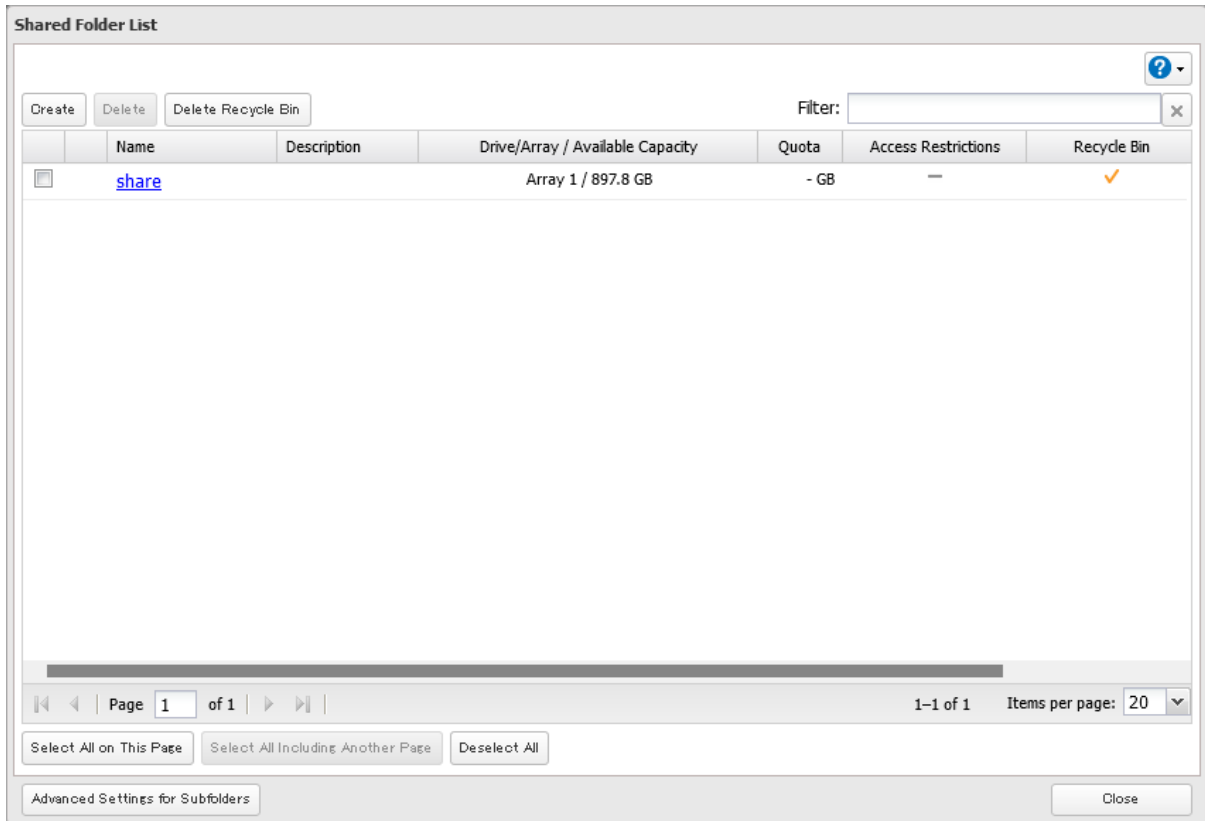 Shared Folder List
?
Create Delete Delete Recycle Bin Filter:
Name Description Drive/Array / Available Capacity Quota Access Restrictions Recycle Bin
share Array 1 / 897.8 GB - GB
Page 1 of 1 1–1 of 1 Items per page: 20
Select All on This Page Select All Including Another Page Deselect All
Advanced Settings for Subfolders Close